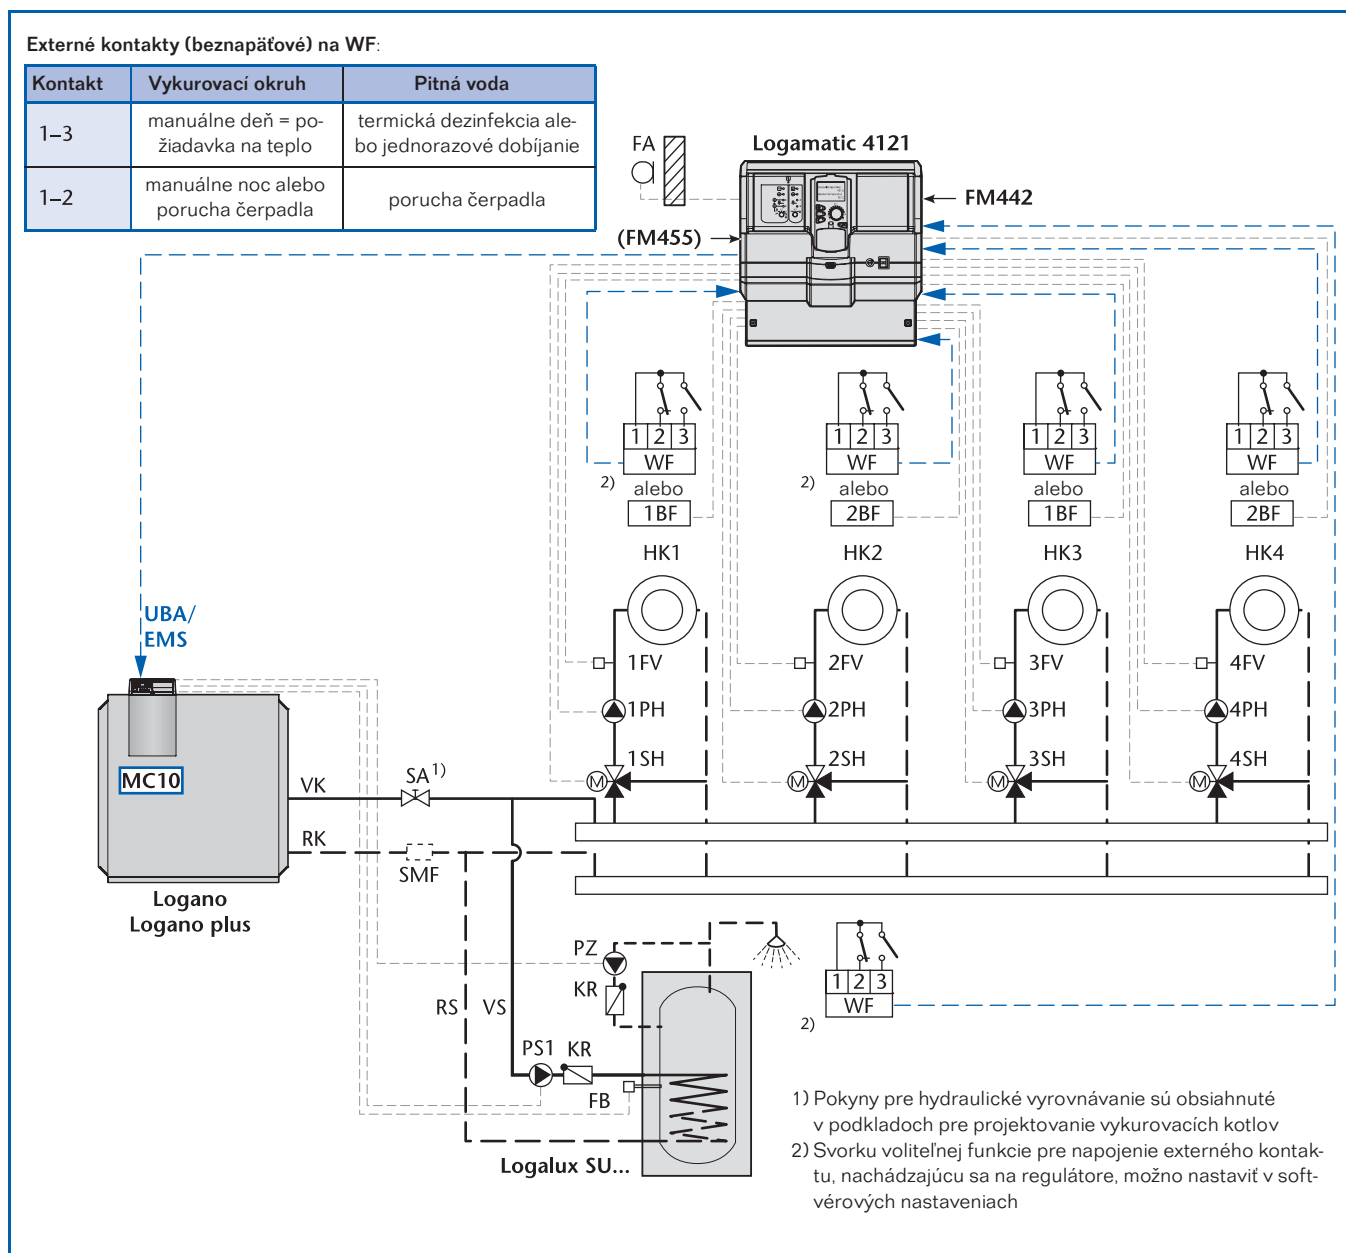 Externé kontakty (beznapäťové) na WF:
Kontakt Vykurovací okruh Pitná voda
1–3
manuálne deň = po-
žiadavka na teplo
termická dezinfekcia ale-
bo jednorazové dobíjanie
1–2
manuálne noc alebo
porucha čerpadla
porucha čerpadla
FA
Logamatic 4121
FM442
(FM455)
1 2 3
WF
2)
alebo
1BF
HK1
1 2 3
WF
2)
alebo
2BF
HK2
1 2 3
WF
alebo
1BF
HK3
1 2 3
WF
alebo
2BF
HK4
UBA/
EMS
1FV
2FV
3FV
4FV
1PH
2PH
3PH
4PH
1SH
2SH
3SH
4SH
M
M
M
M
MC10
VK
SA1)
RK
SMF
Logano
Logano plus
PZ
KR
RS
VS
PS1
KR
FB
Logalux SU...
1 2 3
WF
2)
1) Pokyny pre hydraulické vyrovnávanie sú obsiahnuté
v podkladoch pre projektovanie vykurovacích kotlov
2) Svorku voliteľnej funkcie pre napojenie externého kontak-
tu, nachádzajúcu sa na regulátore, možno nastaviť v soft-
vérových nastaveniach